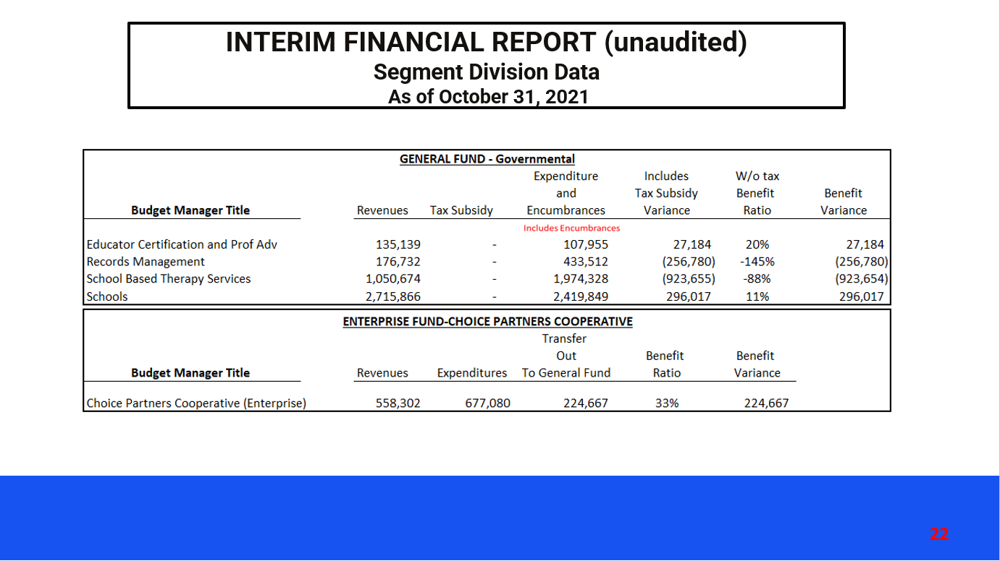 INTERIM FINANCIAL REPORT (unaudited)
Segment Division Data
As of October 31, 2021
GENERAL FUND - Governmental
Expenditure Includes W/o tax
and Tax Subsidy Benefit Benefit
Budget Manager Title Revenues Tax Subsidy Encumbrances Variance Ratio Variance
Includes Encumbrances
Educator Certification and Prof Adv 135,139 - 107,955 27,184 20% 27,184
Records Management 176,732 - 433,512 (256,780) -145% (256,780)
School Based Therapy Services 1,050,674 - 1,974,328 (923,655) -88% (923,654)
Schools 2,715,866 - 2,419,849 296,017 11% 296,017
ENTERPRISE FUND-CHOICE PARTNERS COOPERATIVE
Transfer
Out Benefit Benefit
Budget Manager Title Revenues Expenditures To General Fund Ratio Variance
Choice Partners Cooperative (Enterprise) 558,302 677,080 224,667 33% 224,667
22